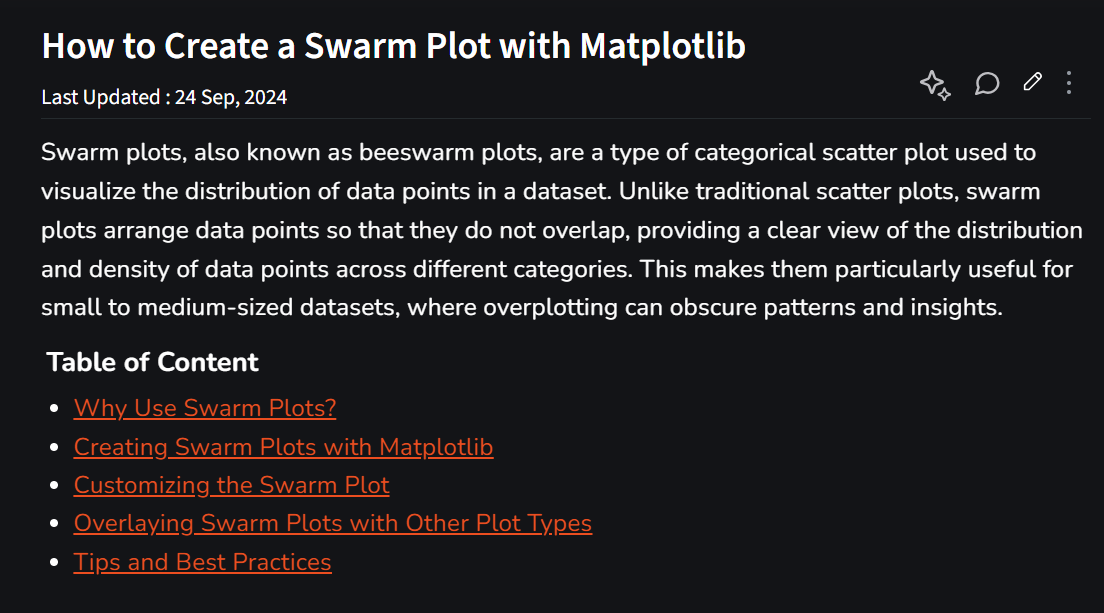 How to Create a Swarm Plot with Matplotlib
Last Updated : 24 Sep, 2024
Swarm plots, also known as beeswarm plots, are a type of categorical scatter plot used to
visualize the distribution of data points in a dataset. Unlike traditional scatter plots, swarm
plots arrange data points so that they do not overlap, providing a clear view of the distribution
and density of data points across different categories. This makes them particularly useful for
small to medium-sized datasets, where overplotting can obscure patterns and insights.
Table of Content
Why Use Swarm Plots?
Creating Swarm Plots with Matplotlib
Customizing the Swarm Plot
Overlaying Swarm Plots with Other Plot Types
Tips and Best Practices